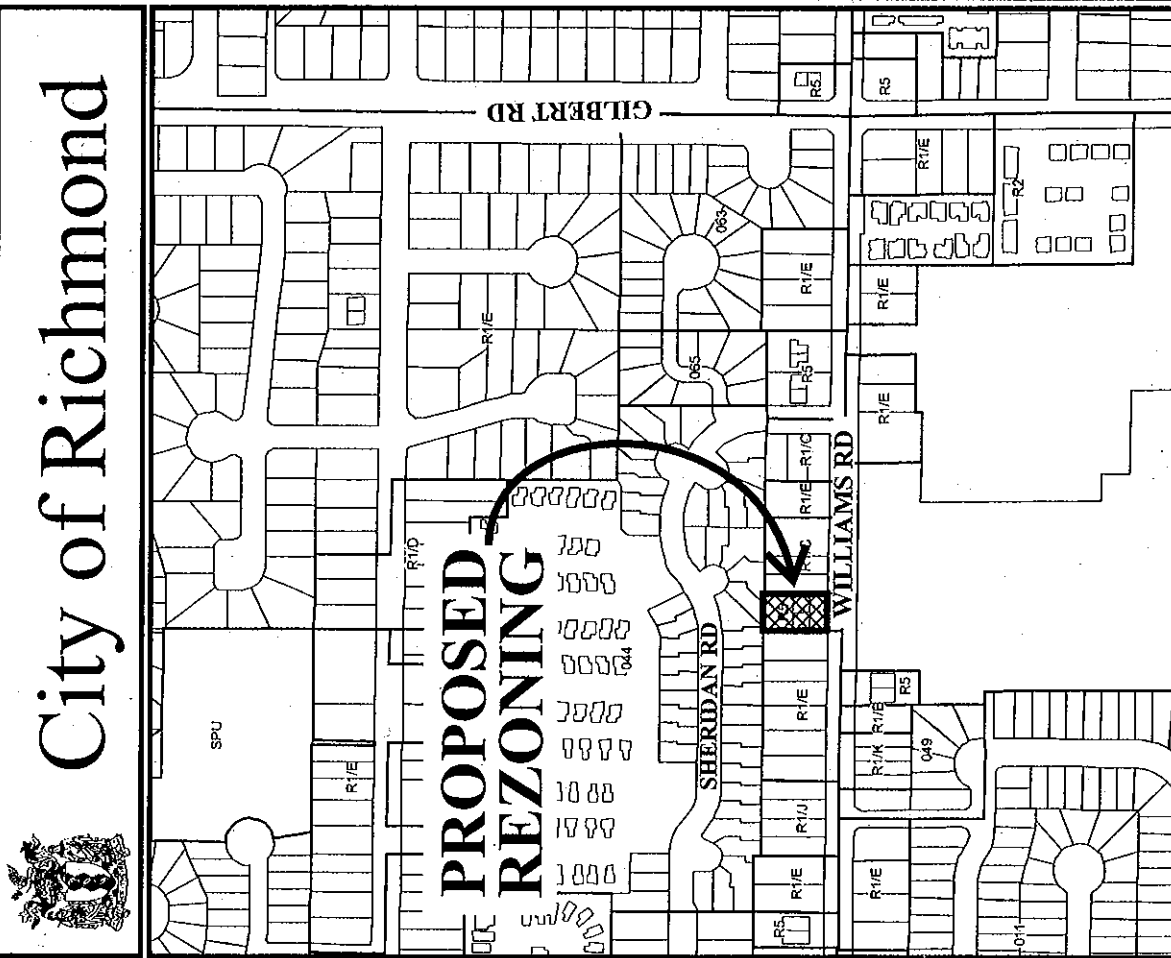 City of Richmond
GILBERT RD
R5
R5
R1/E
R2
R1/E
063
R1/E
R1/E
065
R5
R1/E
R1/D
R1/C
R1/E
WILLIAMS RD
PROPOSED
REZONING
044
SHERIDAN RD
SPU
R1/E
R1/E
R5
R1/K
049
R1/J
R1/E
R1/E
R5
011